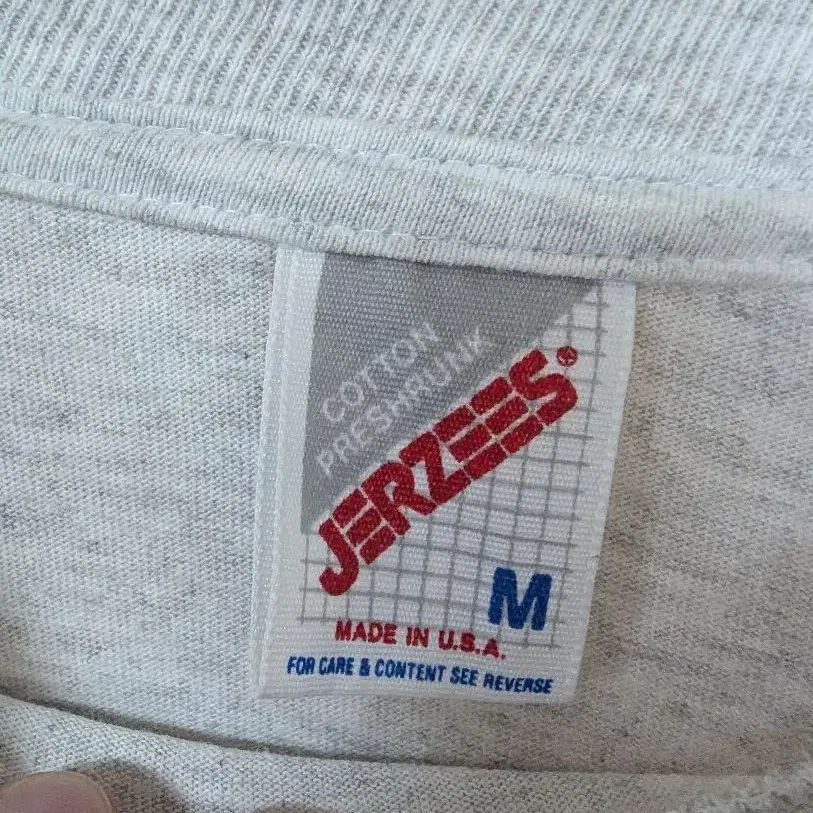 COTTON
PRESHRUNK
JERZEES®
M
MADE IN U.S.A.
FOR CARE & CONTENT SEE REVERSE